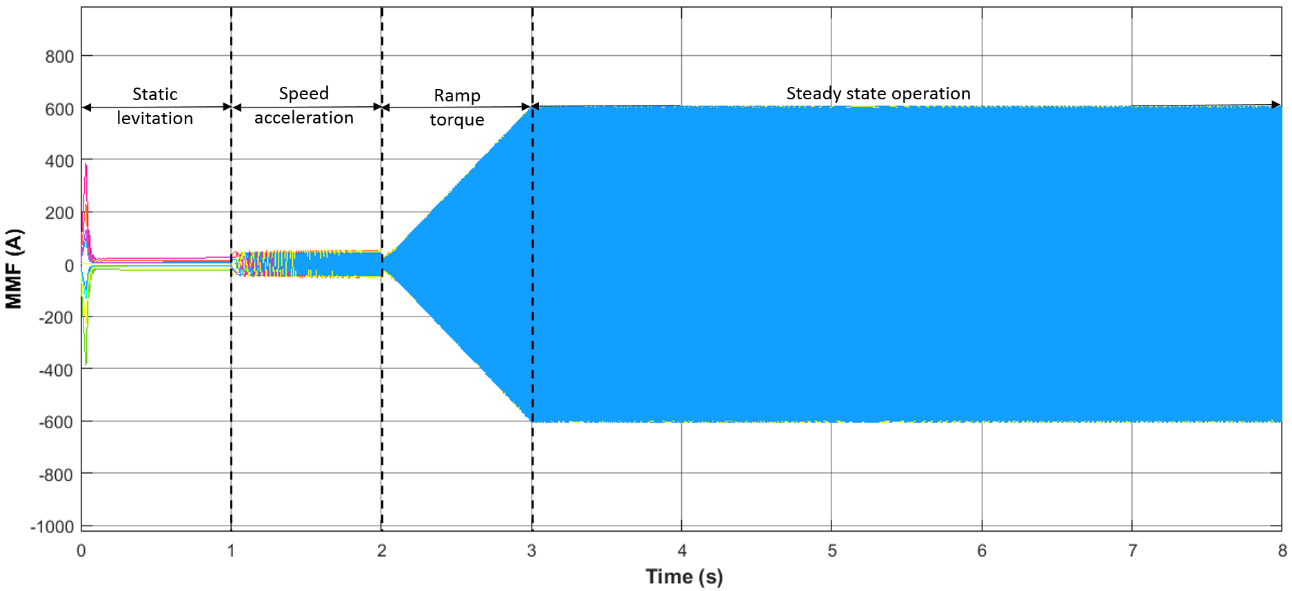 800
600
400
200
0
-200
-400
-600
-800
-1000
MMF (A)
Static
levitation
Speed
acceleration
Ramp
torque
Steady state operation
0 1 2 3 4 5 6 7 8
Time (s)